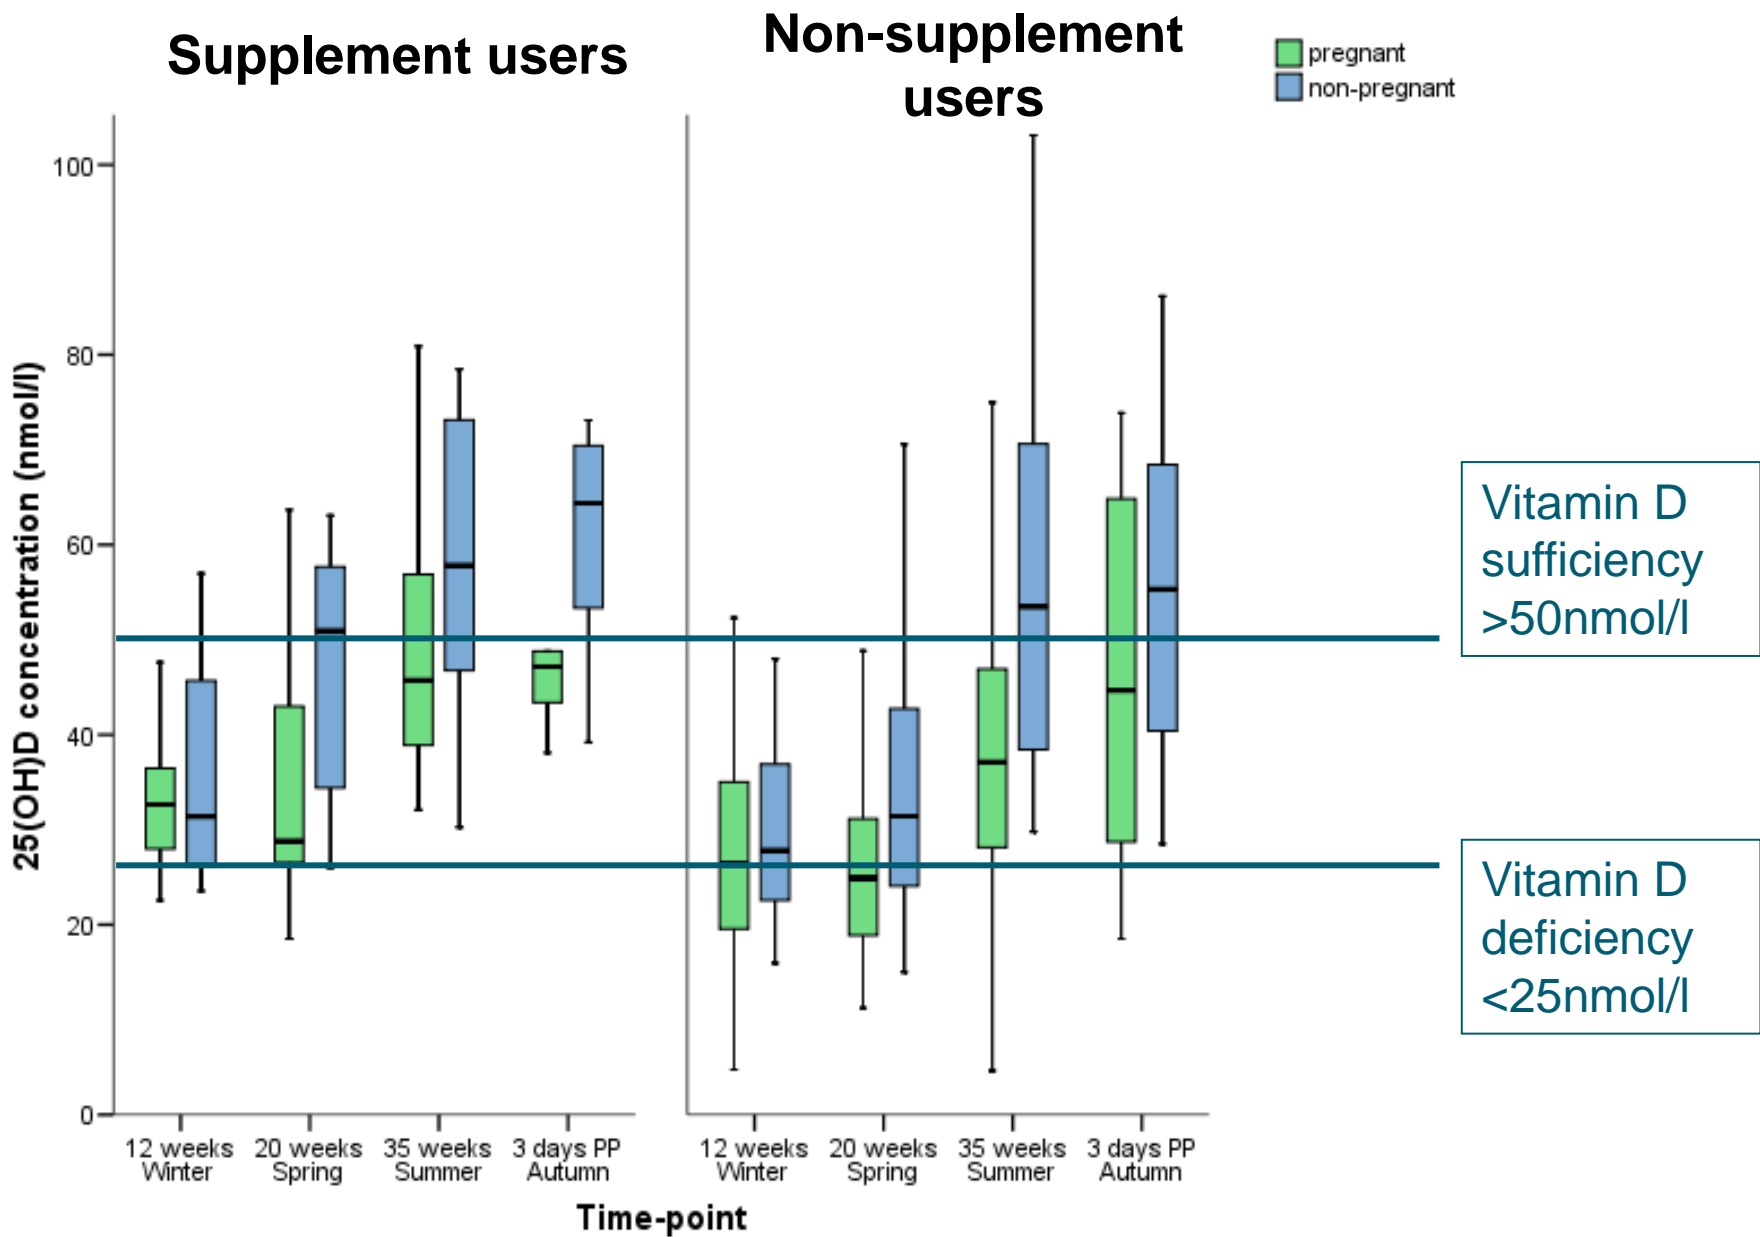 Supplement users
Non-supplement
users
pregnant
non-pregnant
25(OH)D concentration (nmol/l)
100
80
60
40
20
0
12 weeks
Winter
20 weeks
Spring
35 weeks
Summer
3 days PP
Autumn
12 weeks
Winter
20 weeks
Spring
35 weeks
Summer
3 days PP
Autumn
Time-point
Vitamin D
sufficiency
>50nmol/l
Vitamin D
deficiency
<25nmol/l